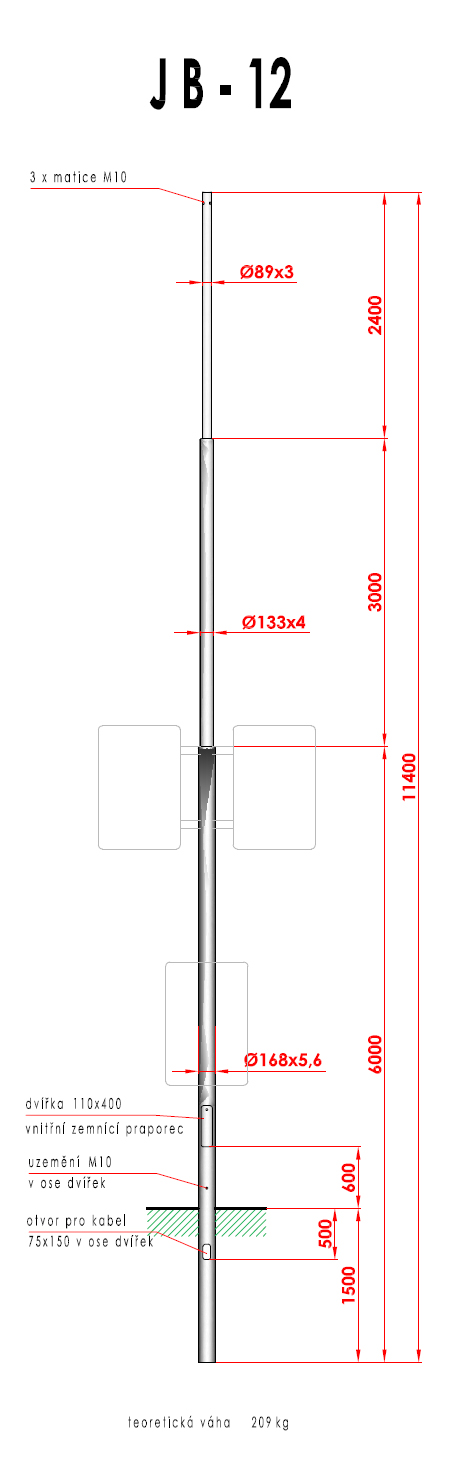 JB - 12
3 x matice M10
Ø89x3
2400
3000
Ø133x4
11400
6000
Ø168x5,6
dvířka 110x400
vnitřní zemnící praporec
uzemění M10
v ose dvířek
600
otvor pro kabel
75x150 v ose dvířek
500
1500
teoretická váha 209 kg